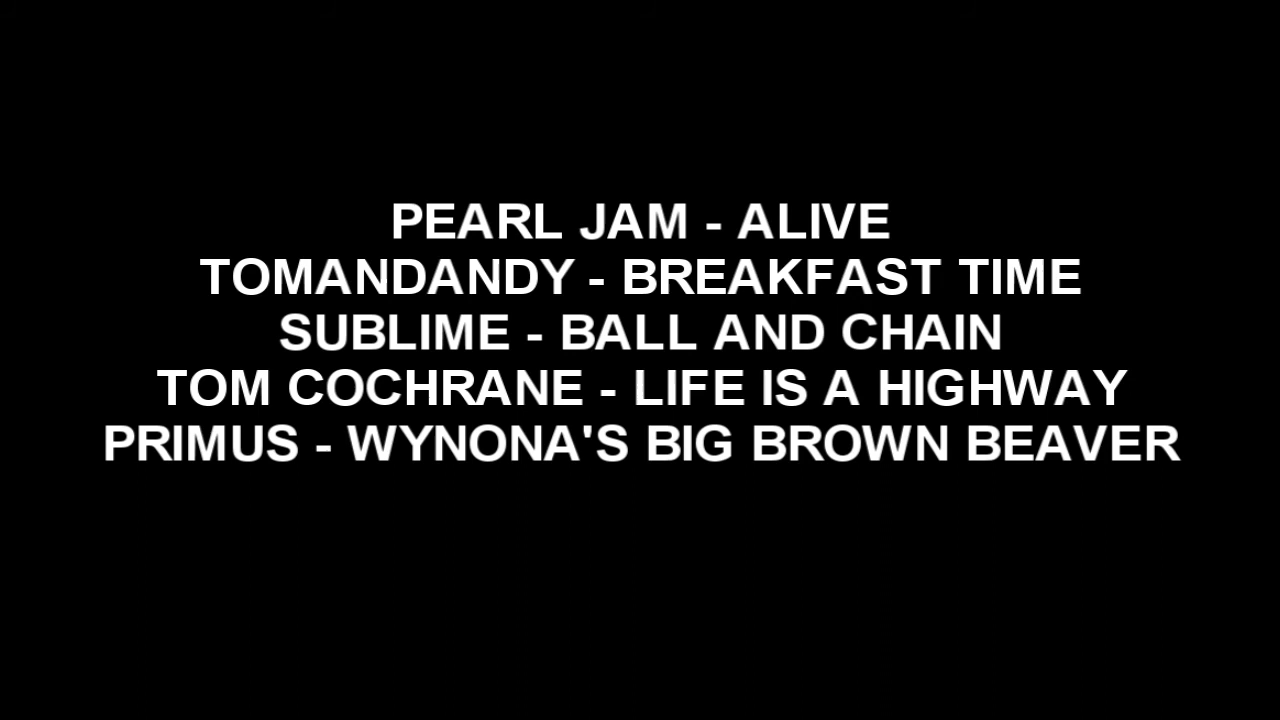 PEARL JAM - ALIVE
TOMANDANDY - BREAKFAST TIME
SUBLIME - BALL AND CHAIN
TOM COCHRANE - LIFE IS A HIGHWAY
PRIMUS - WYNONA'S BIG BROWN BEAVER